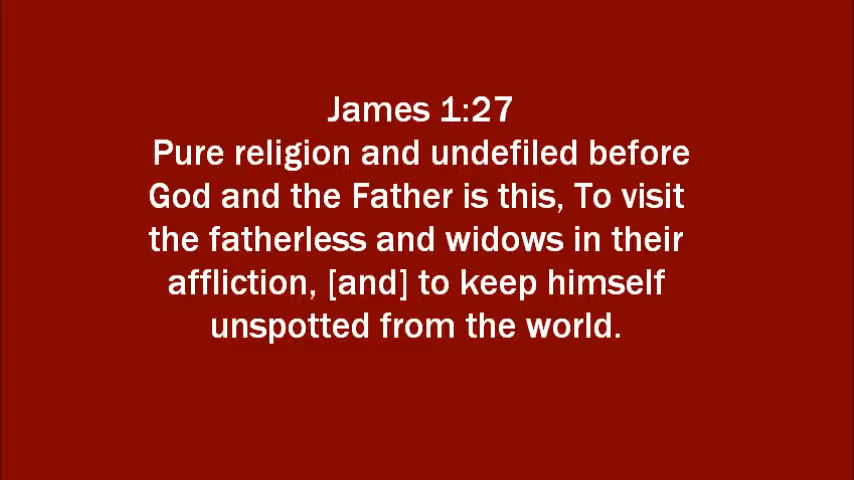 James 1:27
Pure religion and undefiled before
God and the Father is this, To visit
the fatherless and widows in their
affliction, [and] to keep himself
unspotted from the world.